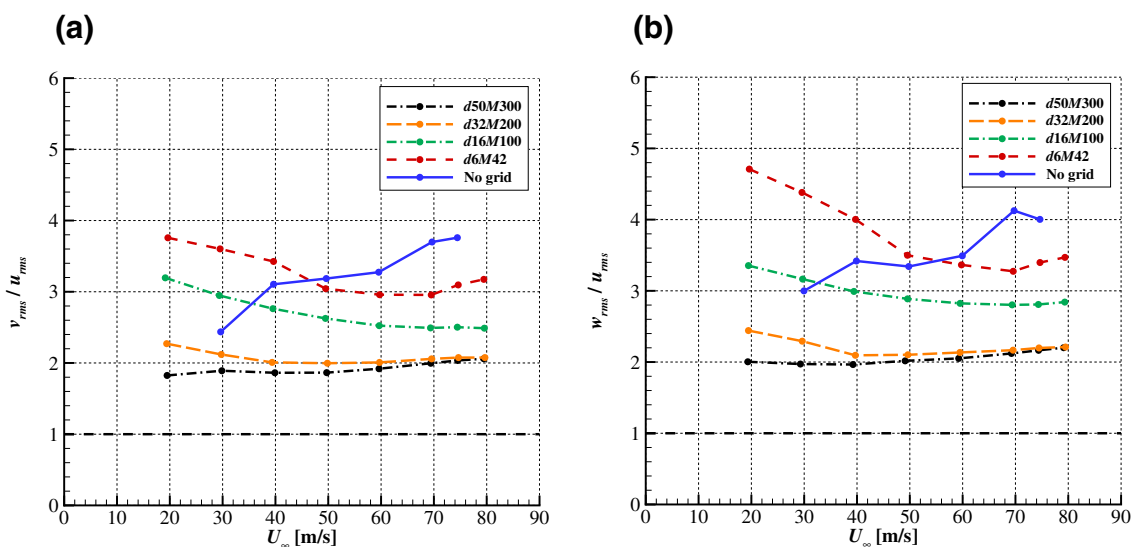 (a)
6
5
4
3
2
1
0
v_rms / u_rms
d50M300
d32M200
d16M100
d6M42
No grid
0 10 20 30 40 50 60 70 80 90
U_∞ [m/s]
(b)
6
5
4
3
2
1
0
w_rms / u_rms
d50M300
d32M200
d16M100
d6M42
No grid
0 10 20 30 40 50 60 70 80 90
U_∞ [m/s]